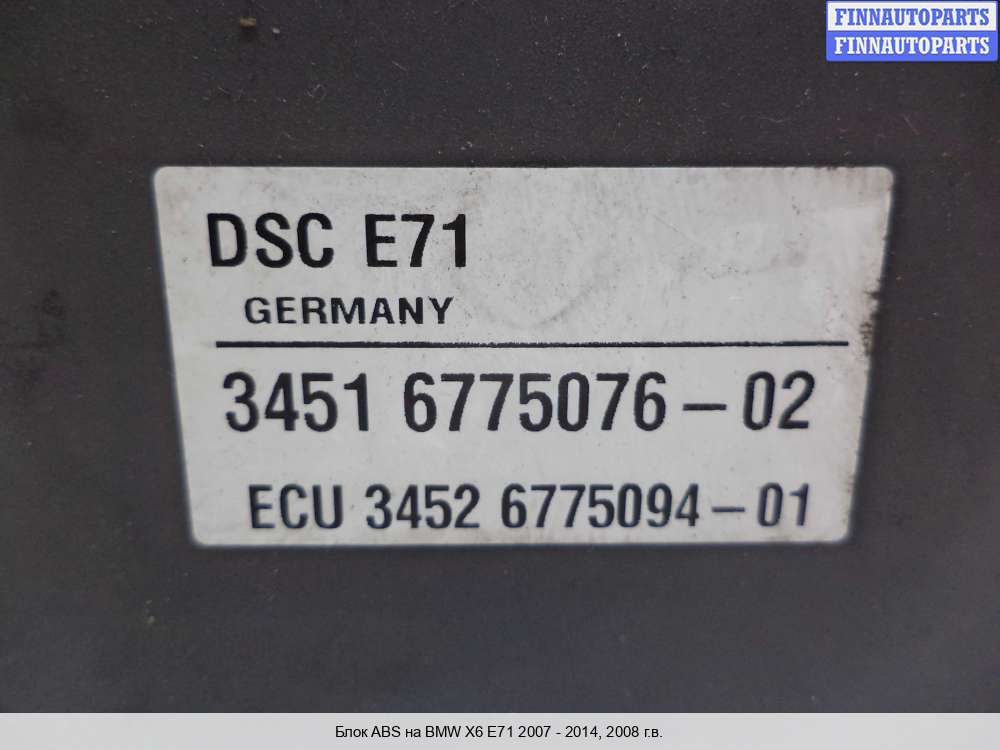 FINNAUTOPARTS
FINNAUTOPARTS
DSC E71
GERMANY
3451 6775076-02
ECU 3452 6775094-01
Блок ABS на BMW X6 E71 2007 - 2014, 2008 г.в.